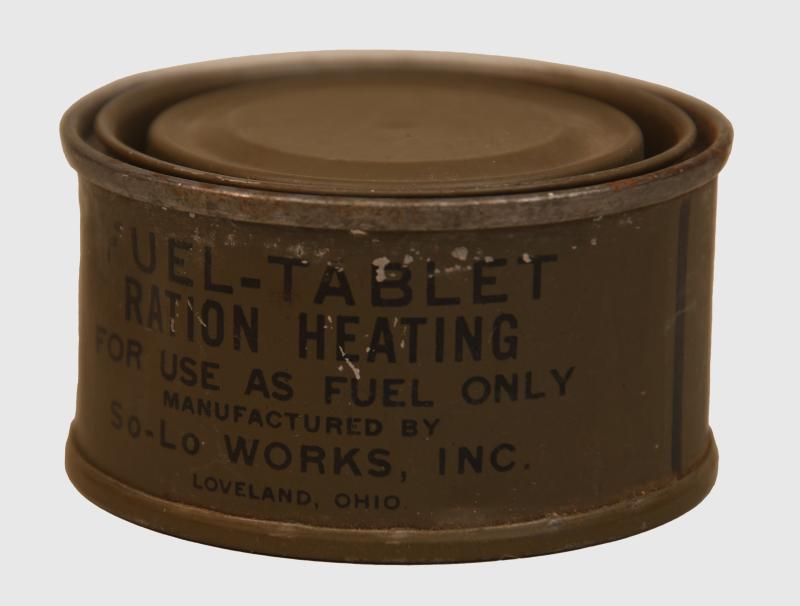 FUEL-TABLET
RATION HEATING
FOR USE AS FUEL ONLY
MANUFACTURED BY
SO-LO WORKS, INC.
LOVELAND, OHIO